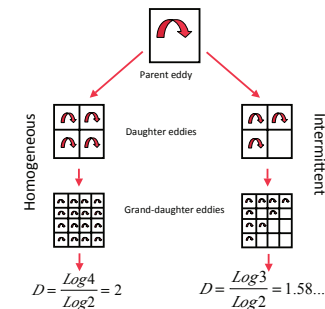 Parent eddy
Homogeneous
Daughter eddies
Intermittent
Grand-daughter eddies
D = Log4 / Log2 = 2
D = Log3 / Log2 = 1.58...